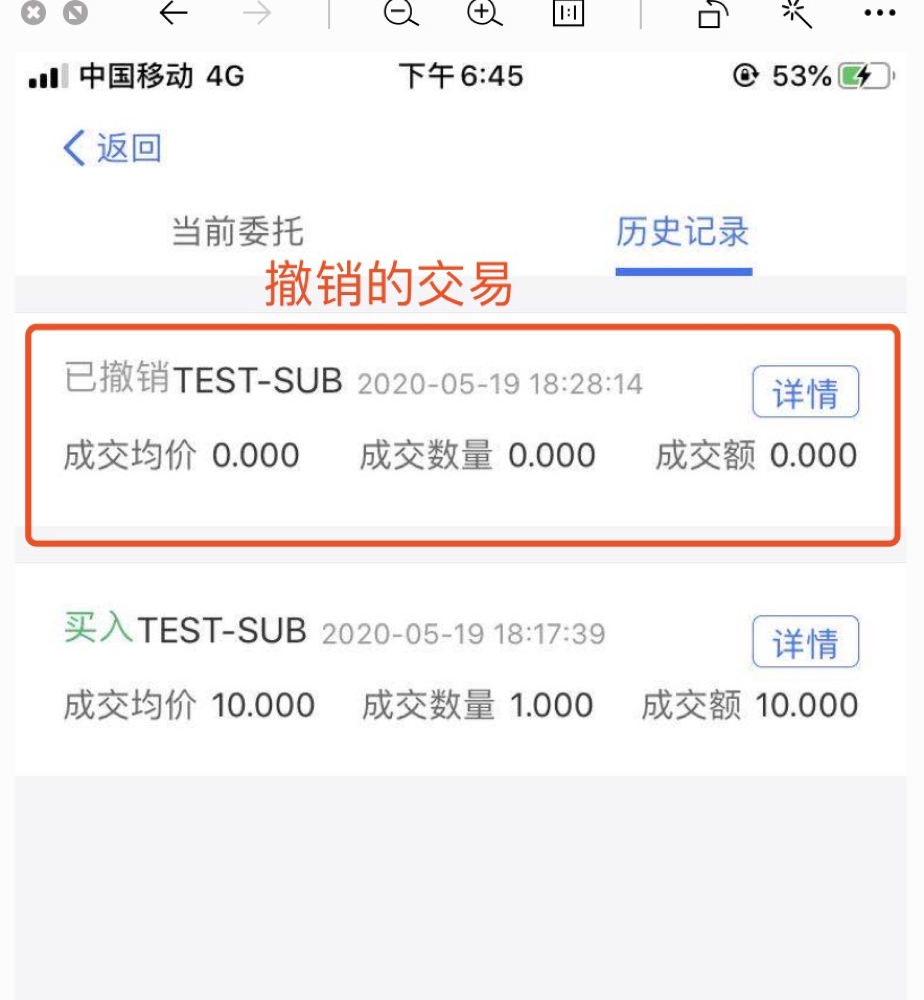 1:1
中国移动 4G 下午6:45 53%
返回
当前委托 历史记录
撤销的交易
已撤销TEST-SUB 2020-05-19 18:28:14 详情
成交均价 0.000 成交数量 0.000 成交额 0.000
买入TEST-SUB 2020-05-19 18:17:39 详情
成交均价 10.000 成交数量 1.000 成交额 10.000